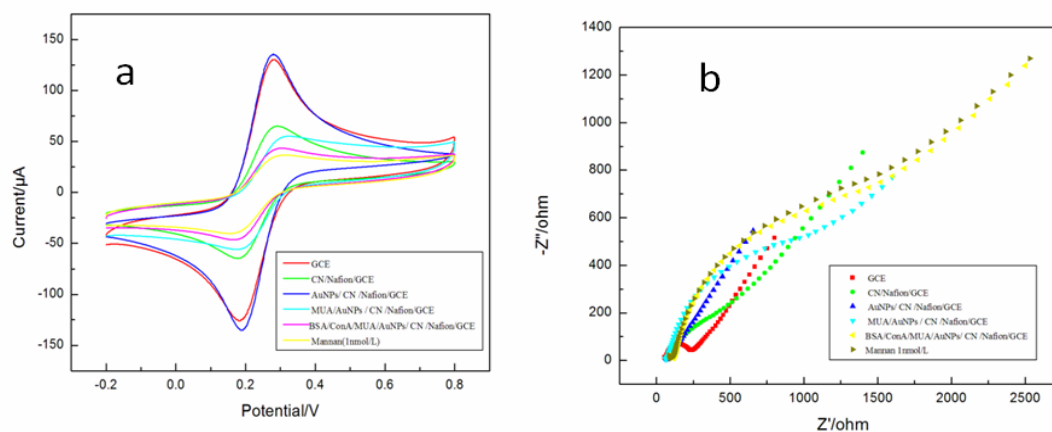 a
150
100
50
0
-50
-100
-150
Current/μA
-0.2
0.0
0.2
0.4
0.6
0.8
Potential/V
GCE
CN/Nafion/GCE
AuNPs/ CN /Nafion/GCE
MUA/AuNPs / CN /Nafion/GCE
BSA/ConA/MUA/AuNPs/ CN /Nafion/GCE
Mannan(1nmol/L)
b
1400
1200
1000
800
600
400
200
0
-Z''/ohm
0
500
1000
1500
2000
2500
Z'/ohm
GCE
CN/Nafion/GCE
AuNPs/ CN /Nafion/GCE
MUA/AuNPs / CN /Nafion/GCE
BSA/ConA/MUA/AuNPs/ CN /Nafion/GCE
Mannan 1nmol/L